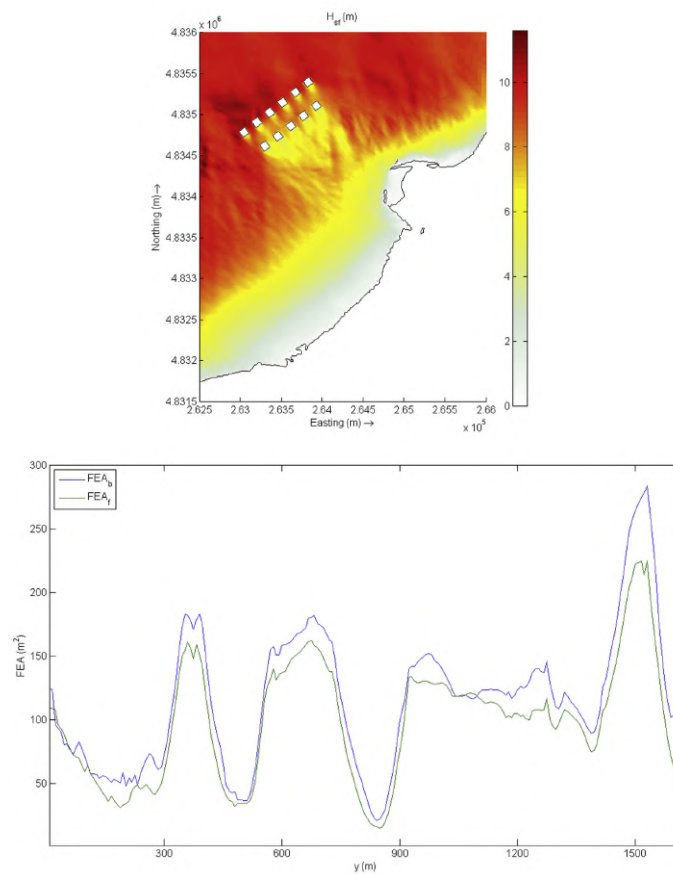 H_sf (m)
× 10^6
4.836
4.8355
4.835
4.8345
4.834
4.8335
4.833
4.8325
4.832
4.8315
Northing (m)→
2.625 2.63 2.635 2.64 2.645 2.65 2.655 2.66
Easting (m) →
× 10^5
10
8
6
4
2
0
300
250
200
150
100
50
FEA (m²)
FEA_b
FEA_f
300 600 900 1200 1500
y (m)